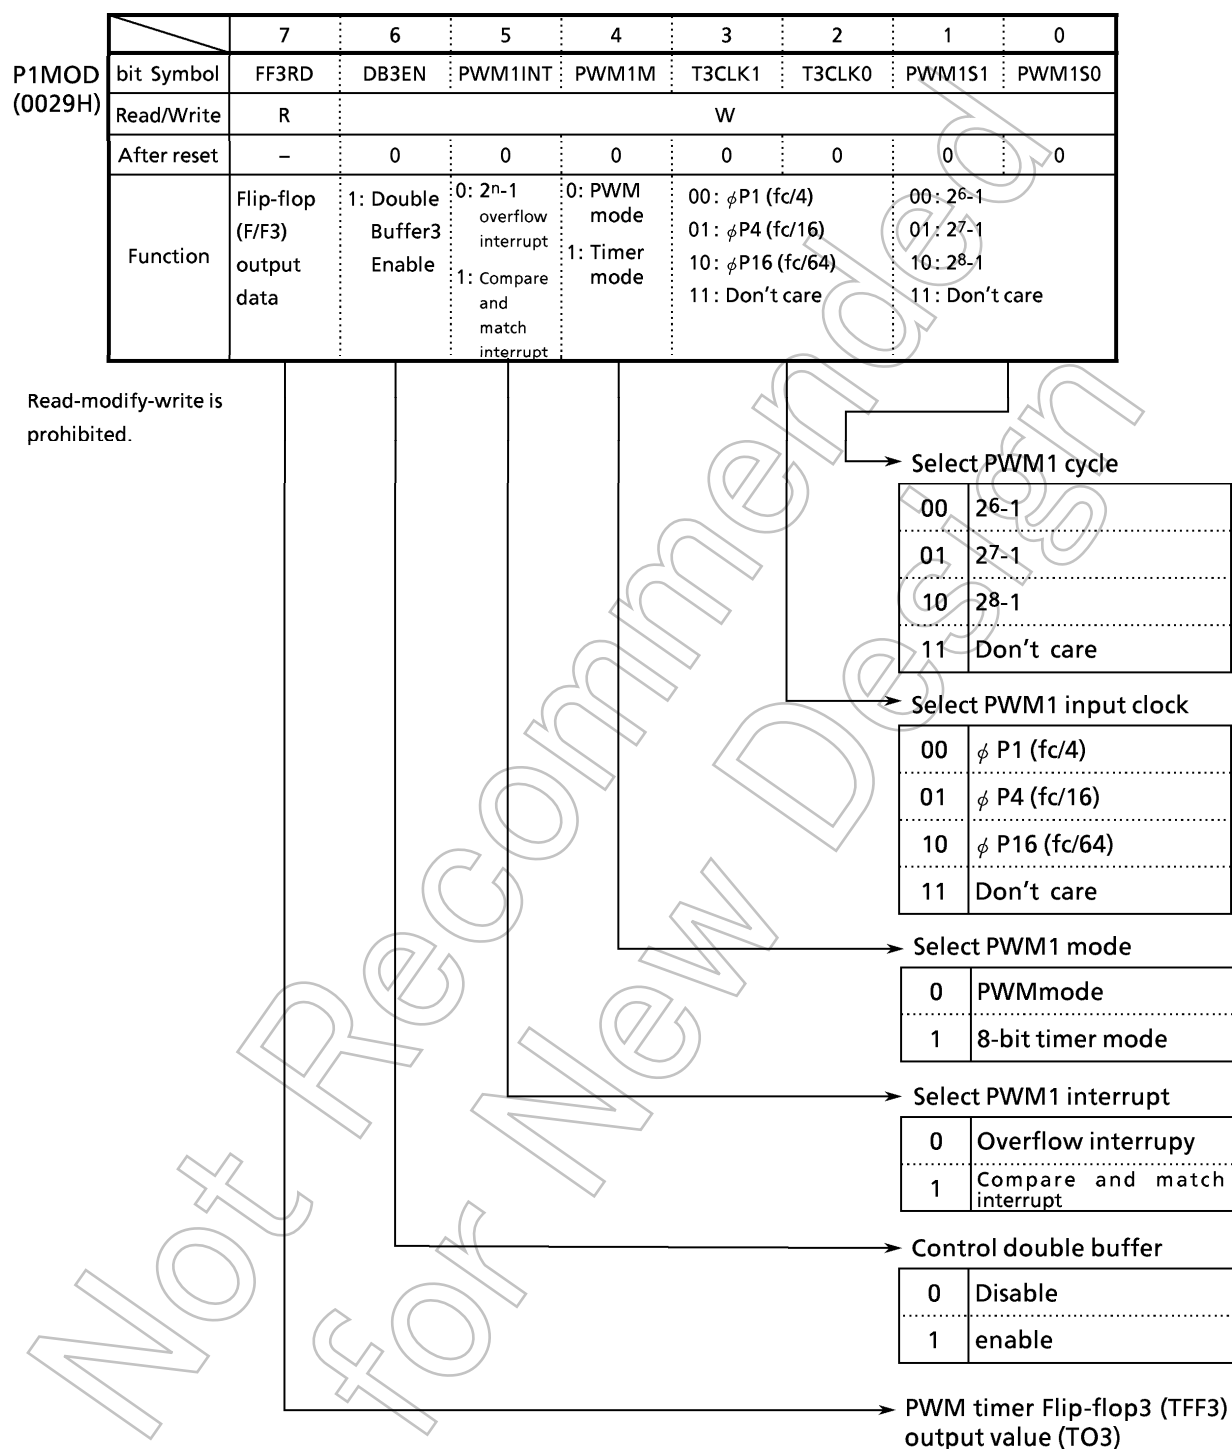 7 6 5 4 3 2 1 0
P1MOD
(0029H)
bit Symbol FF3RD DB3EN PWM1INT PWM1M T3CLK1 T3CLK0 PWM1S1 PWM1S0
Read/Write R W
After reset – 0 0 0 0 0 0 0
Function
Flip-flop
(F/F3)
output
data
1: Double
Buffer3
Enable
0: 2ⁿ-1
overflow
interrupt
1: Compare
and
match
interrupt
0: PWM
mode
1: Timer
mode
00: ϕP1 (fc/4)
01: ϕP4 (fc/16)
10: ϕP16 (fc/64)
11: Don't care
00: 2⁶-1
01: 2⁷-1
10: 2⁸-1
11: Don't care
Read-modify-write is
prohibited.
Select PWM1 cycle
00 2⁶-1
01 2⁷-1
10 2⁸-1
11 Don't care
Select PWM1 input clock
00 ϕ P1 (fc/4)
01 ϕ P4 (fc/16)
10 ϕ P16 (fc/64)
11 Don't care
Select PWM1 mode
0 PWMmode
1 8-bit timer mode
Select PWM1 interrupt
0 Overflow interrupy
1 Compare and match
interrupt
Control double buffer
0 Disable
1 enable
PWM timer Flip-flop3 (TFF3)
output value (TO3)
Not Recommended
for New Design